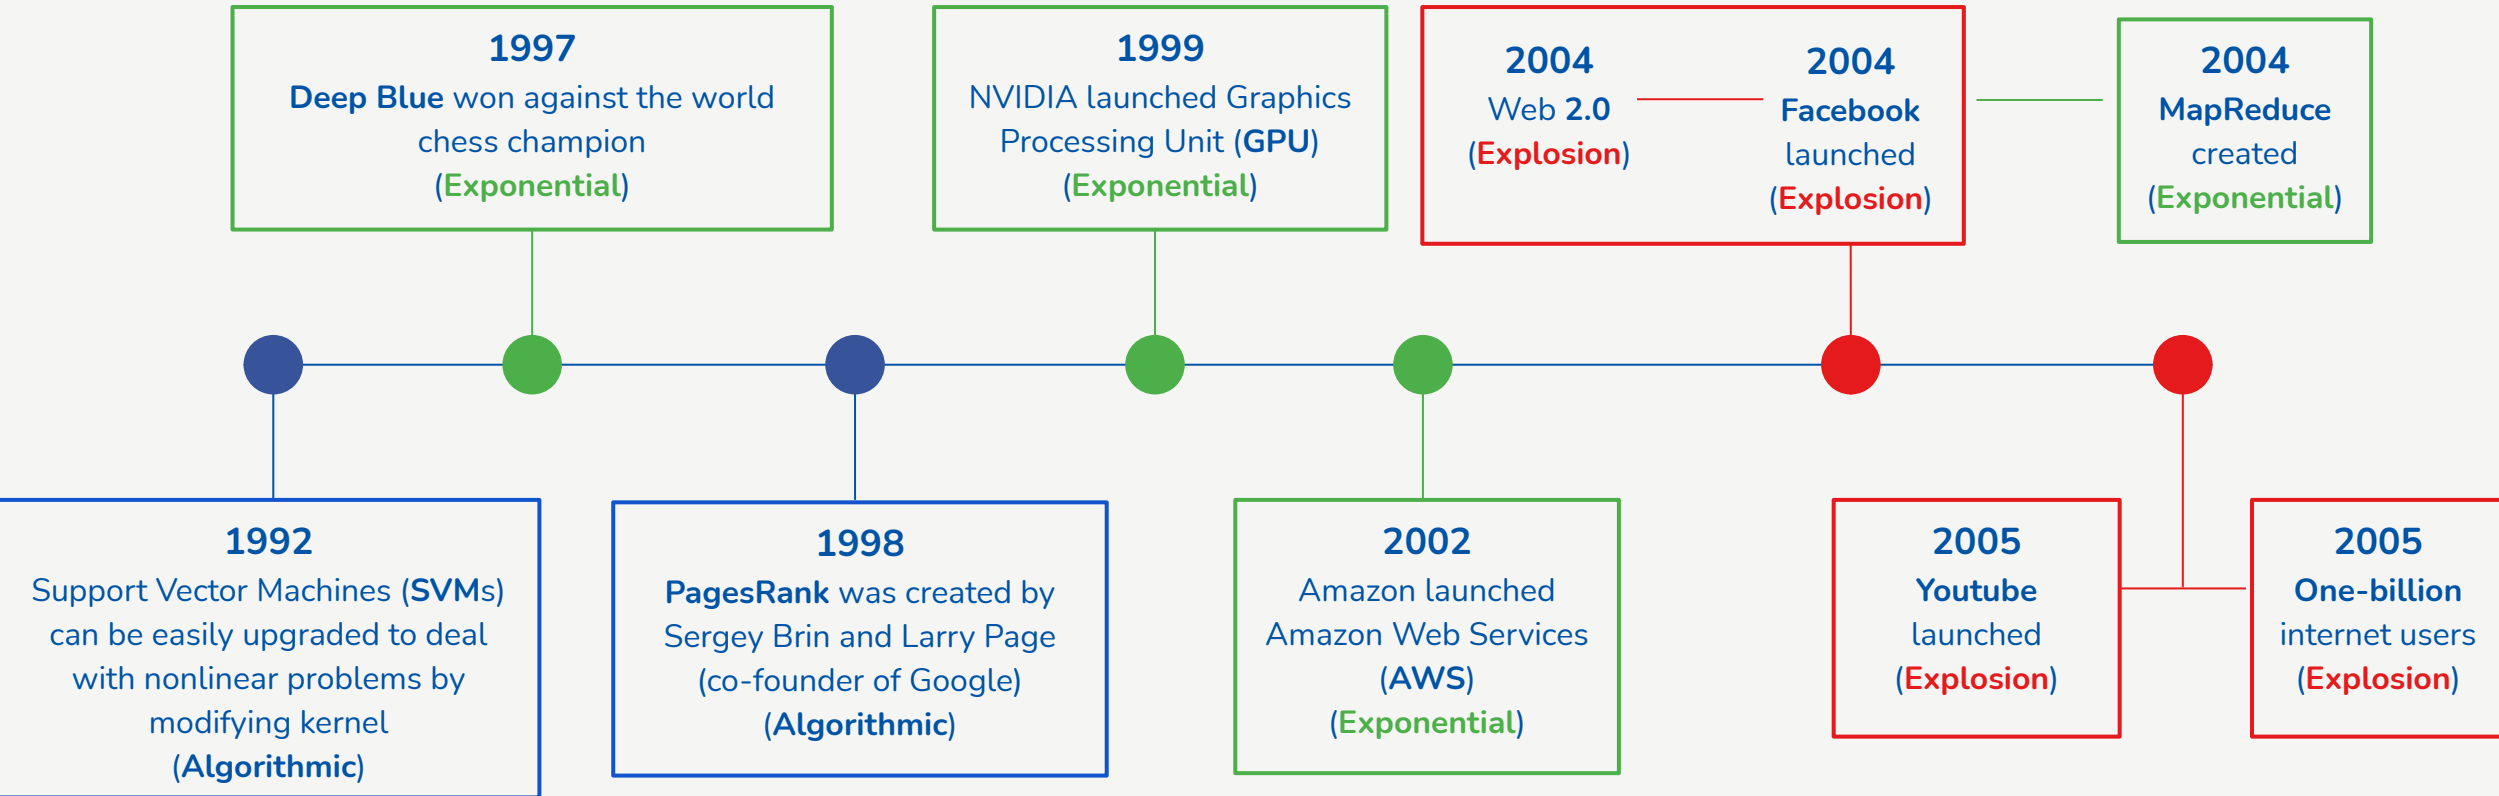 1997
Deep Blue won against the world
chess champion
(Exponential)
1999
NVIDIA launched Graphics
Processing Unit (GPU)
(Exponential)
2004
Web 2.0
(Explosion)
2004
Facebook
launched
(Explosion)
2004
MapReduce
created
(Exponential)
1992
Support Vector Machines (SVMs)
can be easily upgraded to deal
with nonlinear problems by
modifying kernel
(Algorithmic)
1998
PagesRank was created by
Sergey Brin and Larry Page
(co-founder of Google)
(Algorithmic)
2002
Amazon launched
Amazon Web Services
(AWS)
(Exponential)
2005
Youtube
launched
(Explosion)
2005
One-billion
internet users
(Explosion)